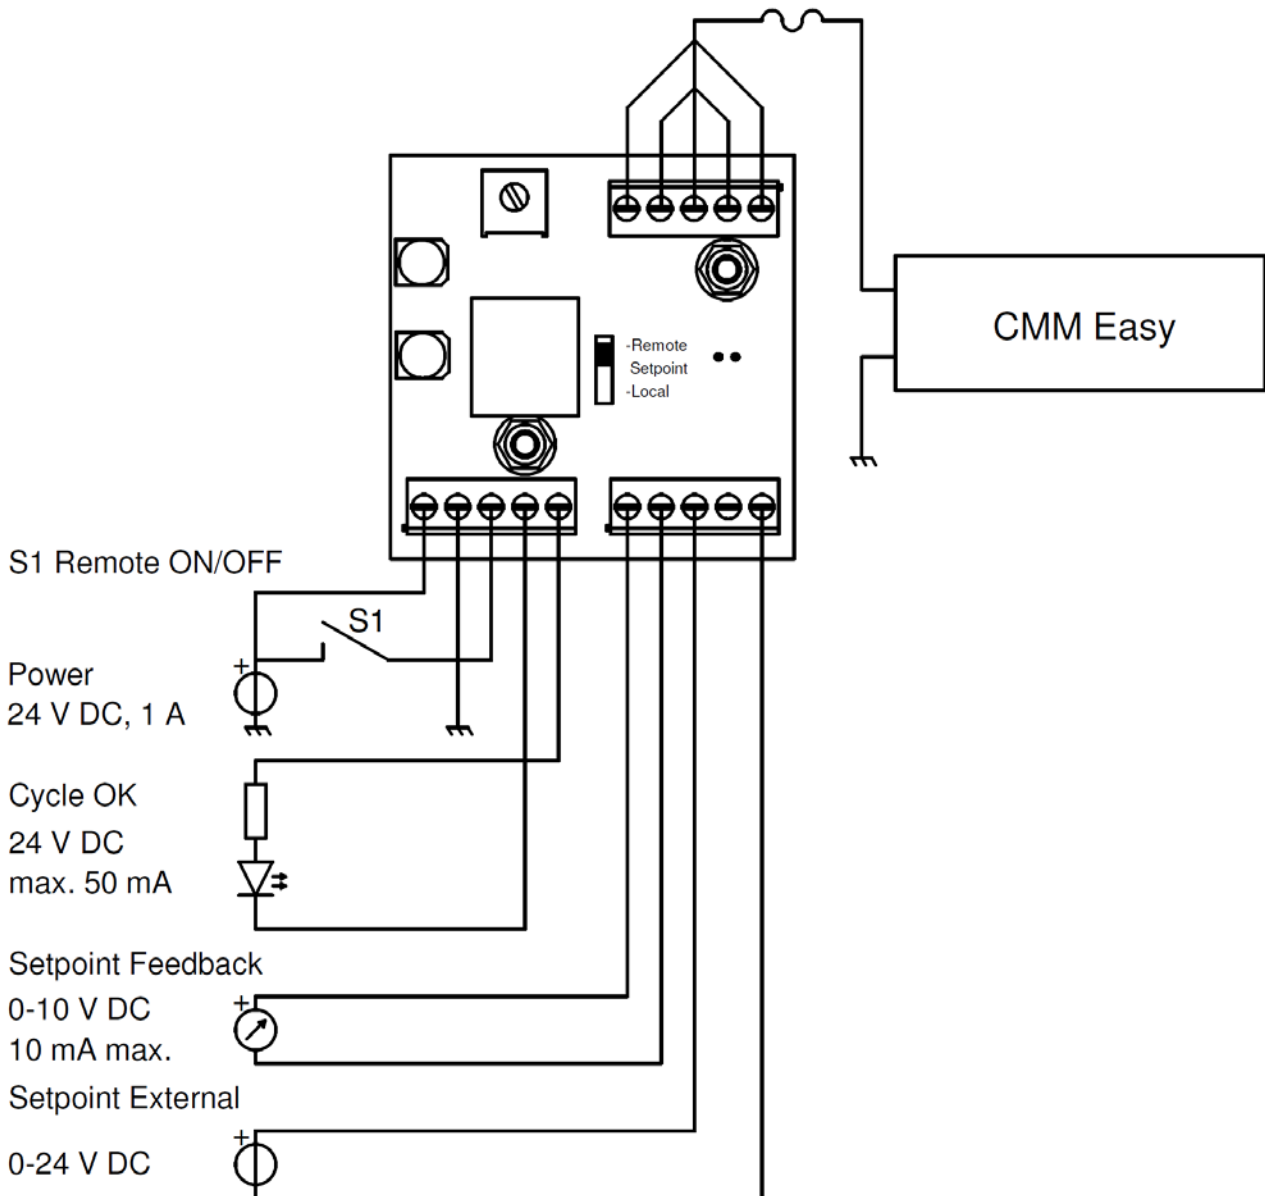 CMM Easy
-Remote
Setpoint
-Local
S1 Remote ON/OFF
S1
+
Power
24 V DC, 1 A
Cycle OK
24 V DC
max. 50 mA
Setpoint Feedback
+
0-10 V DC
10 mA max.
Setpoint External
+
0-24 V DC